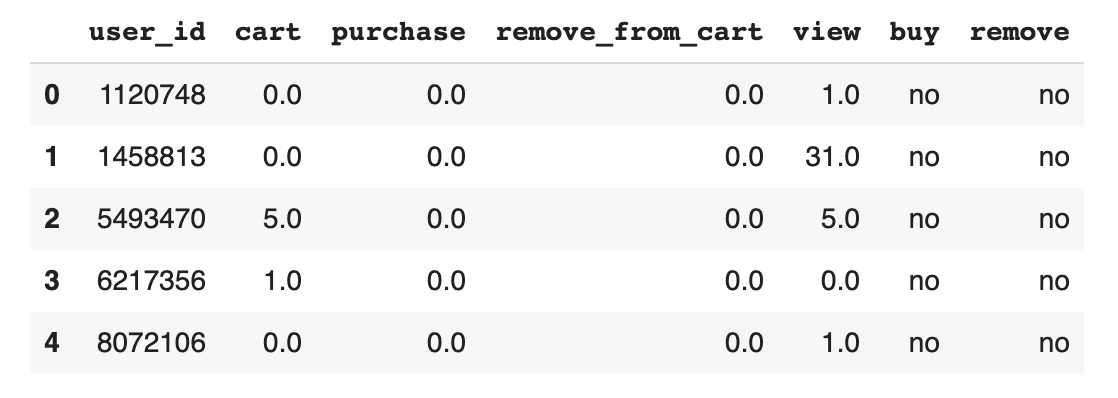 user_id cart purchase remove_from_cart view buy remove
0 1120748 0.0 0.0 0.0 1.0 no no
1 1458813 0.0 0.0 0.0 31.0 no no
2 5493470 5.0 0.0 0.0 5.0 no no
3 6217356 1.0 0.0 0.0 0.0 no no
4 8072106 0.0 0.0 0.0 1.0 no no